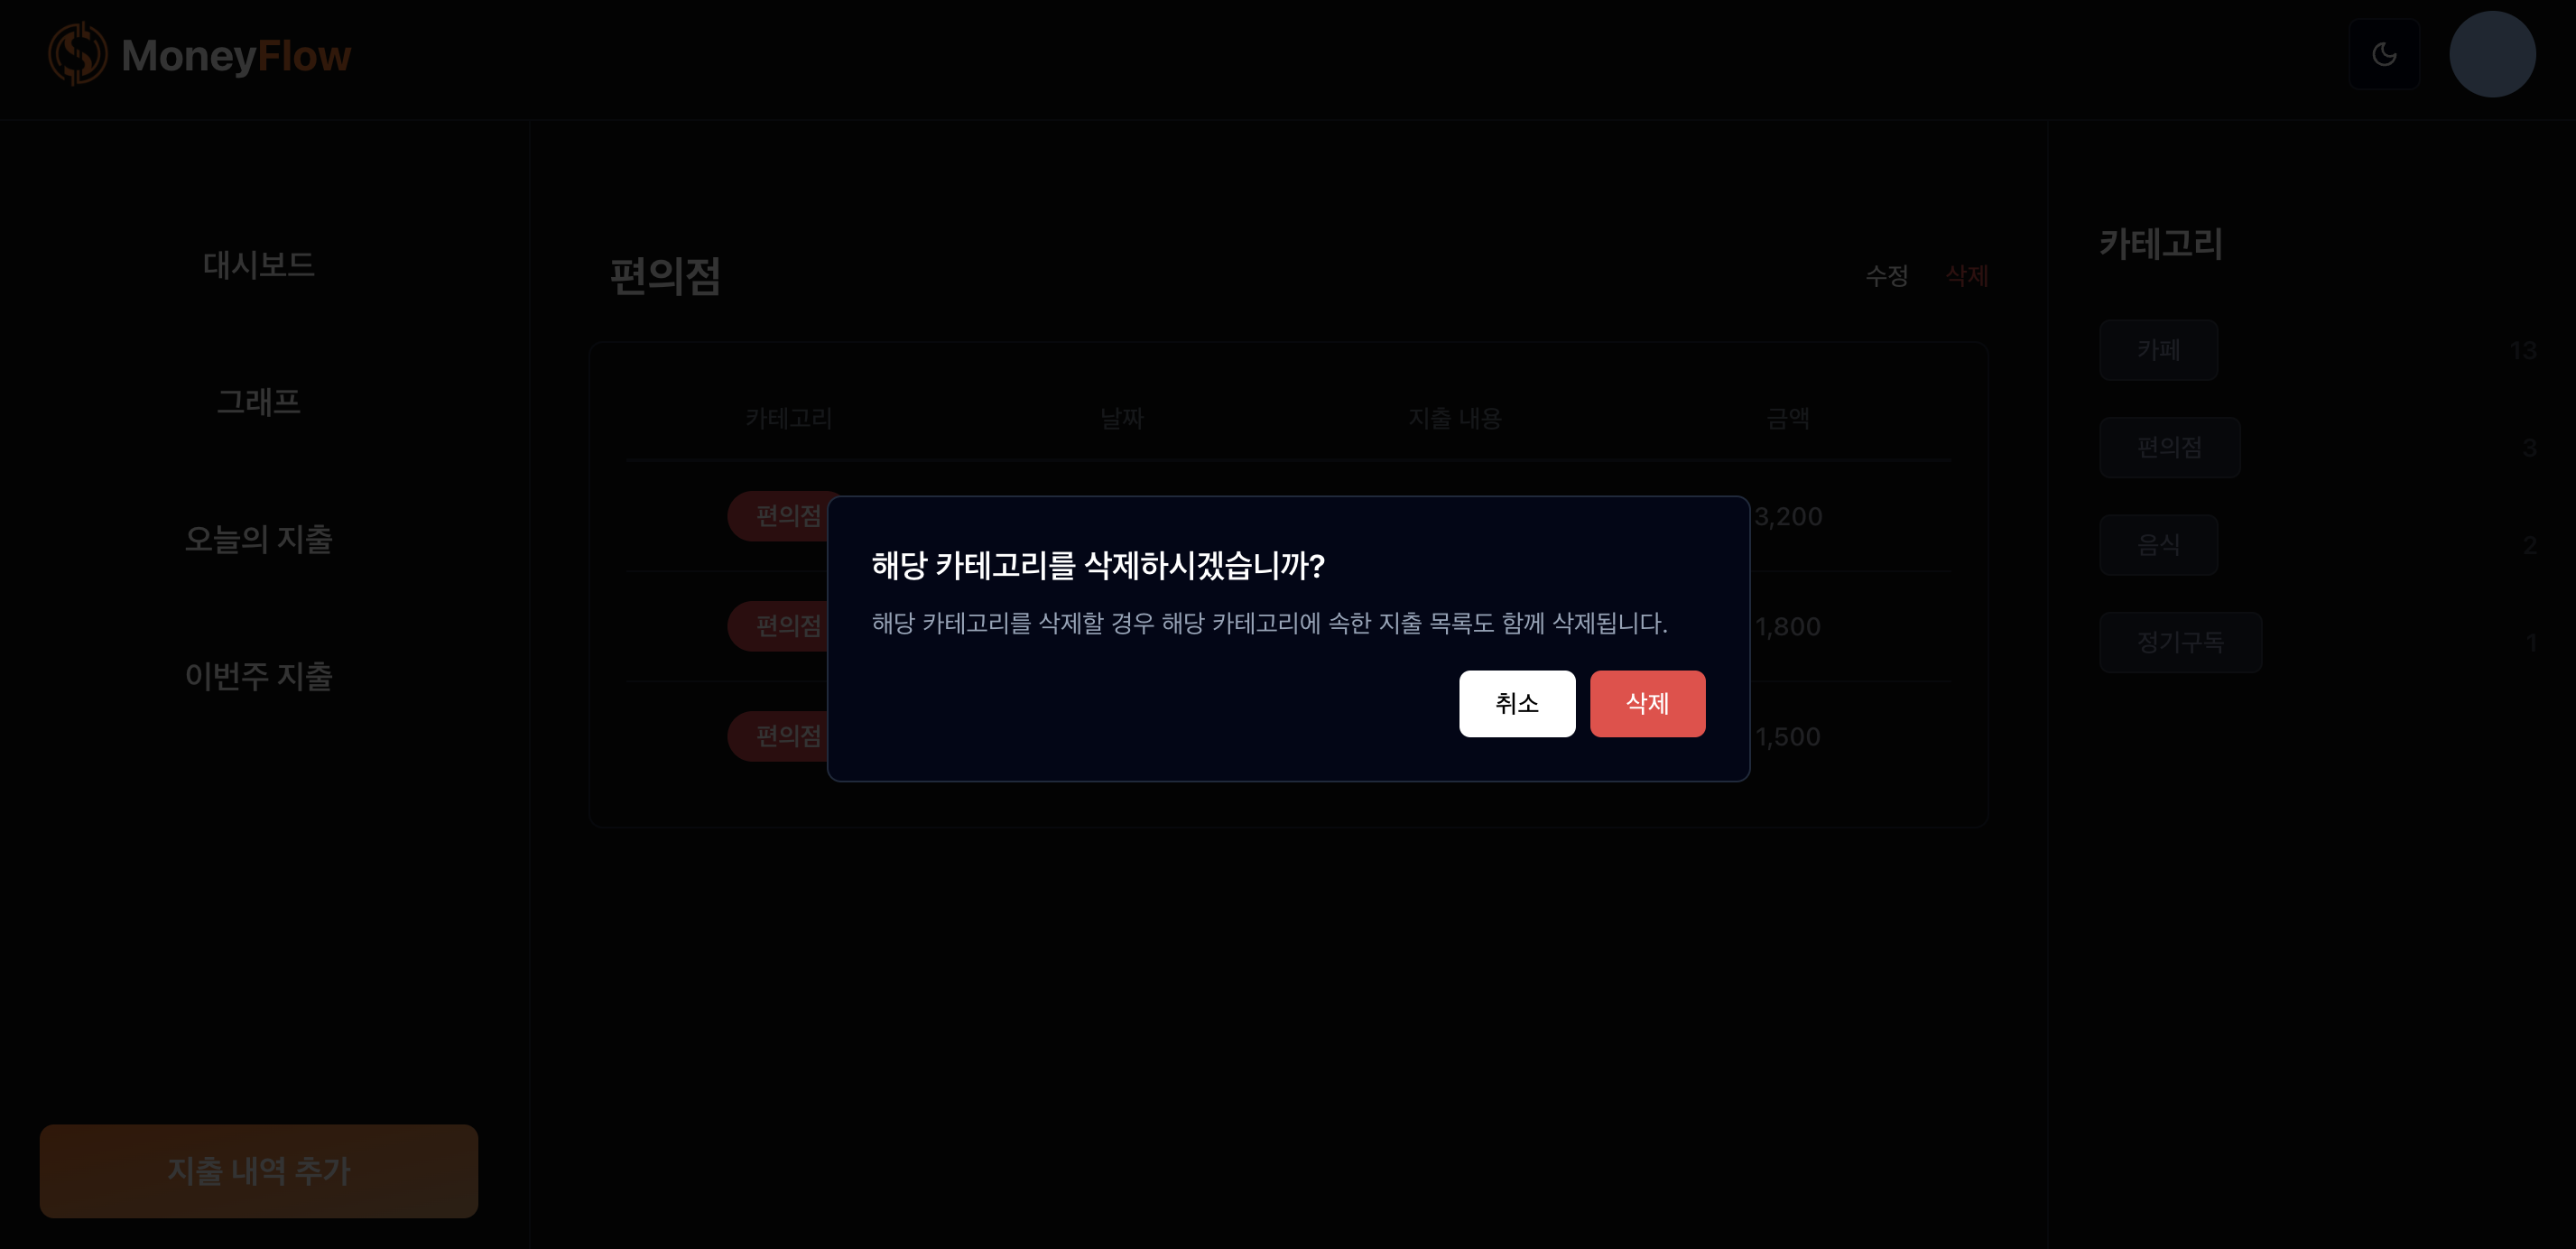 MoneyFlow
대시보드
그래프
오늘의 지출
이번주 지출
지출 내역 추가
편의점
수정 삭제
카테고리 날짜 지출 내용 금액
편의점 3,200
편의점 1,800
편의점 1,500
해당 카테고리를 삭제하시겠습니까?
해당 카테고리를 삭제할 경우 해당 카테고리에 속한 지출 목록도 함께 삭제됩니다.
취소 삭제
카테고리
카페 13
편의점 3
음식 2
정기구독 1